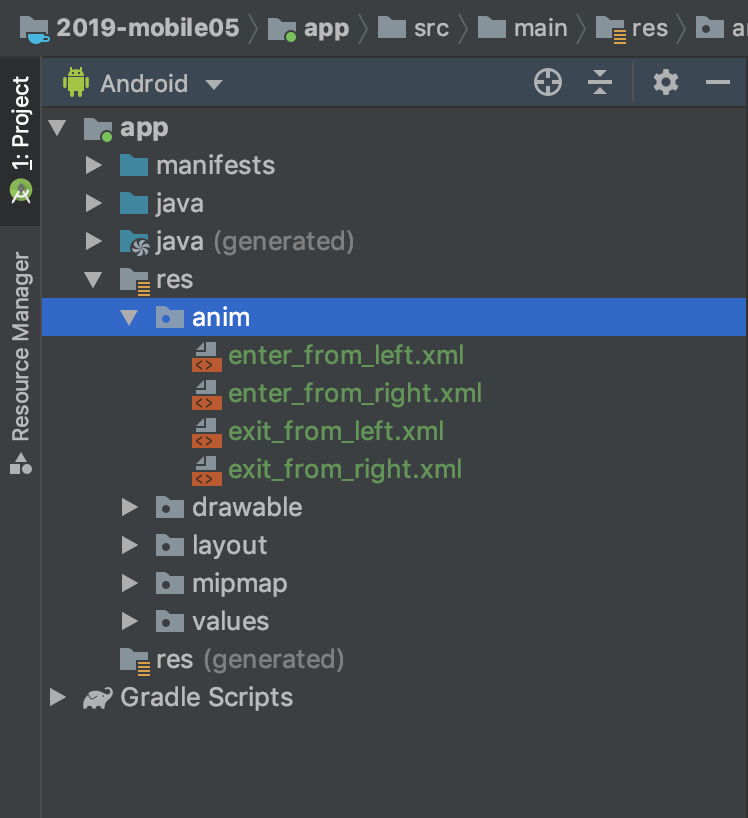 2019-mobile05 app src main res
Android
1: Project
Resource Manager
app
manifests
java
java (generated)
res
anim
enter_from_left.xml
enter_from_right.xml
exit_from_left.xml
exit_from_right.xml
drawable
layout
mipmap
values
res (generated)
Gradle Scripts